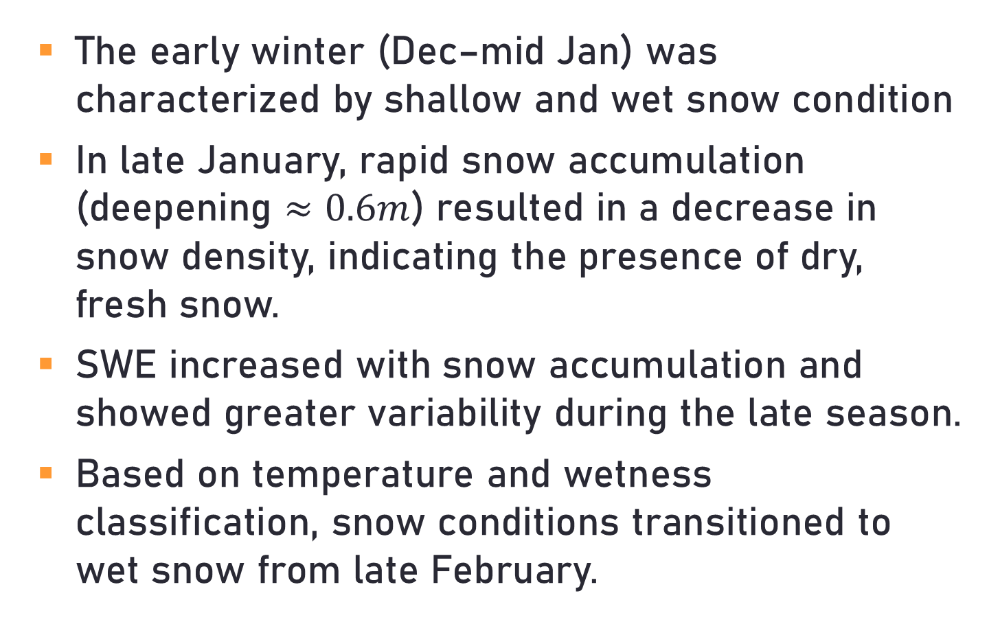 ▪ The early winter (Dec–mid Jan) was
characterized by shallow and wet snow condition
▪ In late January, rapid snow accumulation
(deepening ≈ 0.6m) resulted in a decrease in
snow density, indicating the presence of dry,
fresh snow.
▪ SWE increased with snow accumulation and
showed greater variability during the late season.
▪ Based on temperature and wetness
classification, snow conditions transitioned to
wet snow from late February.